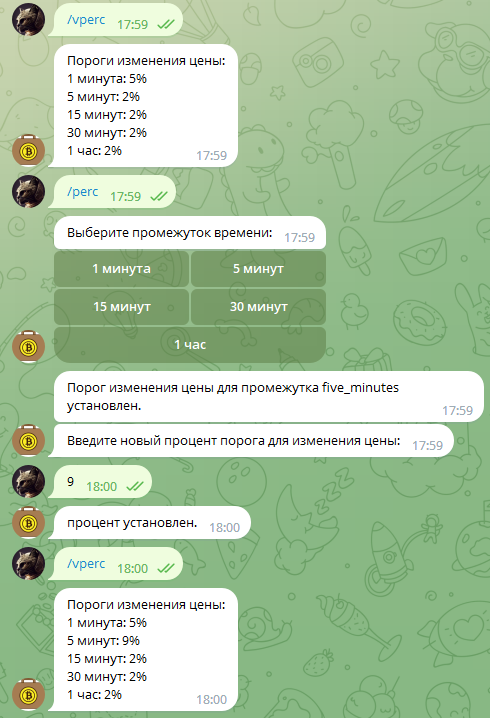 /vperc 17:59
Пороги изменения цены:
1 минута: 5%
5 минут: 2%
15 минут: 2%
30 минут: 2%
1 час: 2% 17:59
/perc 17:59
Выберите промежуток времени: 17:59
1 минута 5 минут
15 минут 30 минут
1 час
Порог изменения цены для промежутка five_minutes
установлен. 17:59
Введите новый процент порога для изменения цены: 17:59
9 18:00
процент установлен. 18:00
/vperc 18:00
Пороги изменения цены:
1 минута: 5%
5 минут: 9%
15 минут: 2%
30 минут: 2%
1 час: 2% 18:00